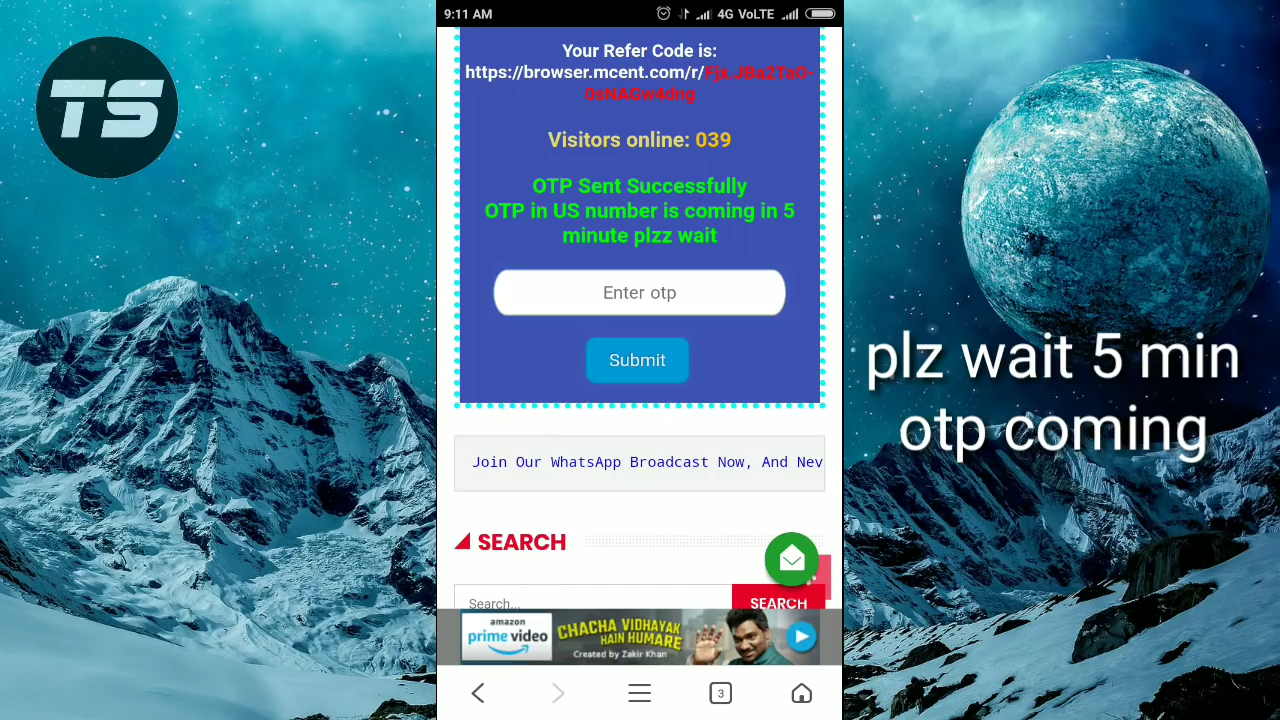 TS
9:11 AM
4G VoLTE
Your Refer Code is:
https://browser.mcent.com/r/
Visitors online: 039
OTP Sent Successfully
OTP in US number is coming in 5
minute plzz wait
Enter otp
Submit
Join Our WhatsApp Broadcast Now, And Nev
SEARCH
Search...
SEARCH
amazon
prime video
CHACHA VIDHAYAK
HAIN HUMARE
Created by Zakir Khan
3
plz wait 5 min
otp coming